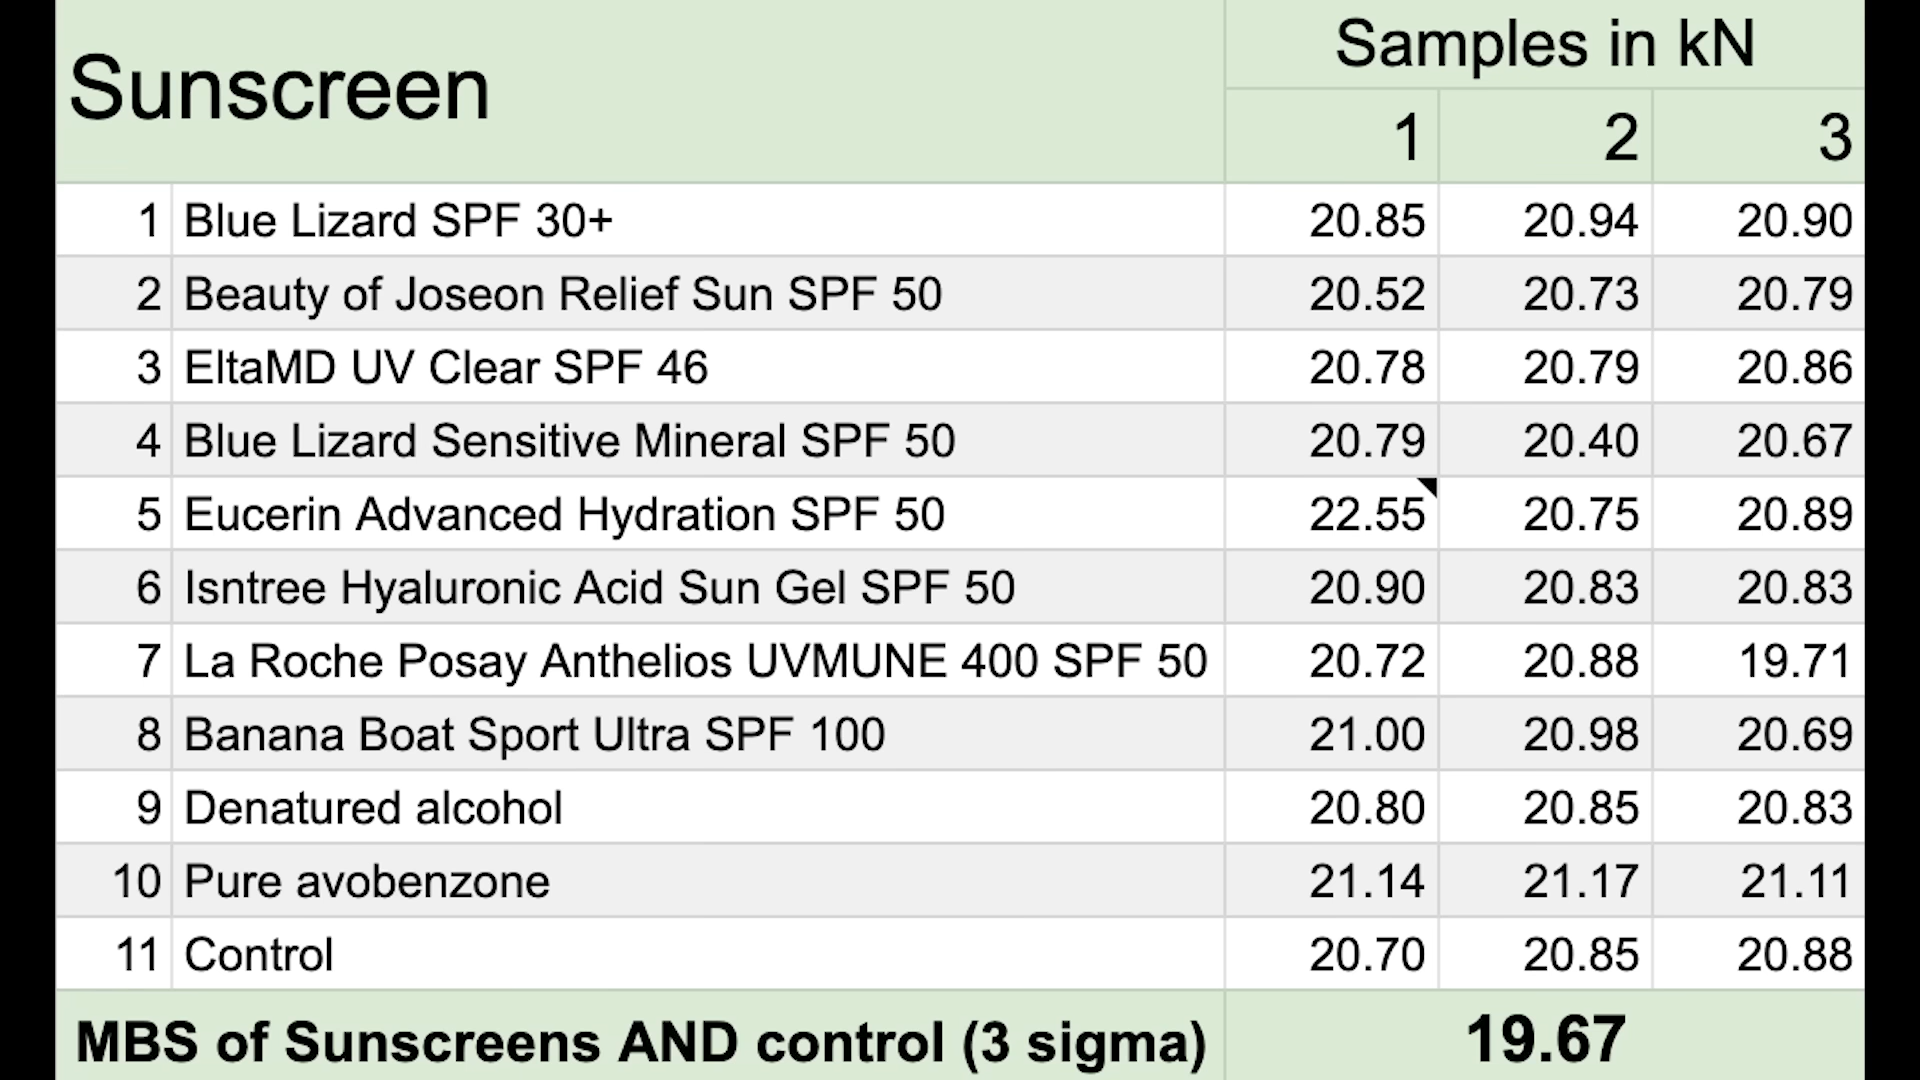 Sunscreen
Samples in kN
1 2 3
1 Blue Lizard SPF 30+ 20.85 20.94 20.90
2 Beauty of Joseon Relief Sun SPF 50 20.52 20.73 20.79
3 EltaMD UV Clear SPF 46 20.78 20.79 20.86
4 Blue Lizard Sensitive Mineral SPF 50 20.79 20.40 20.67
5 Eucerin Advanced Hydration SPF 50 22.55 20.75 20.89
6 Isntree Hyaluronic Acid Sun Gel SPF 50 20.90 20.83 20.83
7 La Roche Posay Anthelios UVMUNE 400 SPF 50 20.72 20.88 19.71
8 Banana Boat Sport Ultra SPF 100 21.00 20.98 20.69
9 Denatured alcohol 20.80 20.85 20.83
10 Pure avobenzone 21.14 21.17 21.11
11 Control 20.70 20.85 20.88
MBS of Sunscreens AND control (3 sigma) 19.67